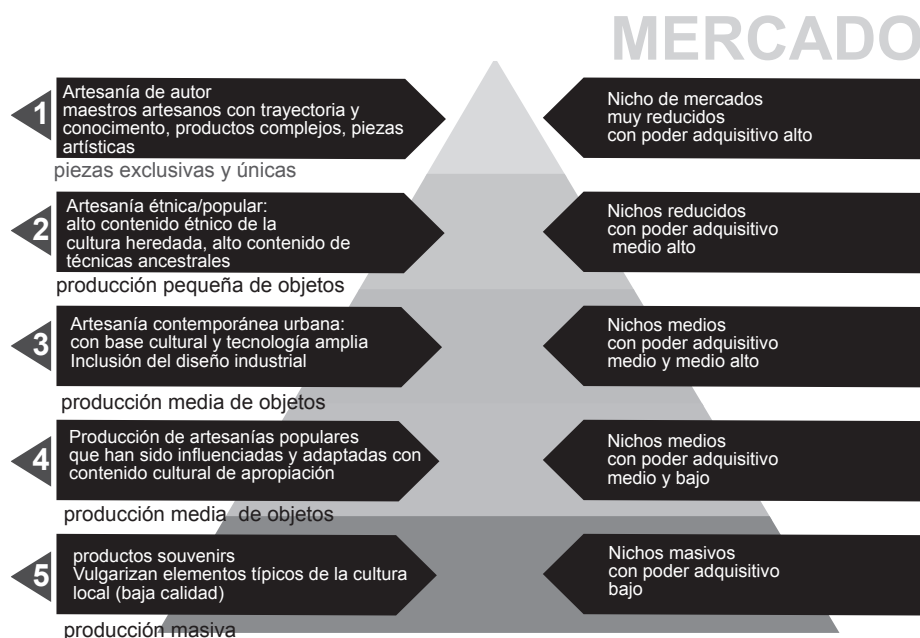 MERCADO
1
Artesanía de autor
maestros artesanos con trayectoria y
conocimiento, productos complejos, piezas
artísticas
piezas exclusivas y únicas
Nicho de mercados
muy reducidos
con poder adquisitivo alto
2
Artesanía étnica/popular:
alto contenido étnico de la
cultura heredada, alto contenido de
técnicas ancestrales
producción pequeña de objetos
Nichos reducidos
con poder adquisitivo
medio alto
3
Artesanía contemporánea urbana:
con base cultural y tecnología amplia
Inclusión del diseño industrial
producción media de objetos
Nichos medios
con poder adquisitivo
medio y medio alto
4
Producción de artesanías populares
que han sido influenciadas y adaptadas con
contenido cultural de apropiación
producción media de objetos
Nichos medios
con poder adquisitivo
medio y bajo
5
productos souvenirs
Vulgarizan elementos típicos de la cultura
local (baja calidad)
producción masiva
Nichos masivos
con poder adquisitivo
bajo